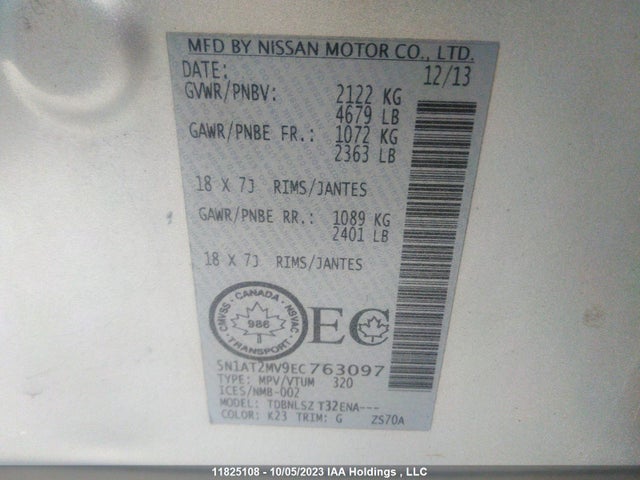 MFD BY NISSAN MOTOR CO., LTD.
DATE: 12/13
GVWR/PNBV: 2122 KG
4679 LB
GAWR/PNBE FR.: 1072 KG
2363 LB
18 X 7J RIMS/JANTES
GAWR/PNBE RR.: 1089 KG
2401 LB
18 X 7J RIMS/JANTES
CMVSS - CANADA - NSVAC
986
TRANSPORT
EC
5N1AT2MV9EC763097
TYPE: MPV/VTUM 320
ICES/NMB-002
MODEL: TDBNLSZ T32ENA---
COLOR: K23 TRIM: G ZS70A
11825108 - 10/05/2023 IAA Holdings , LLC